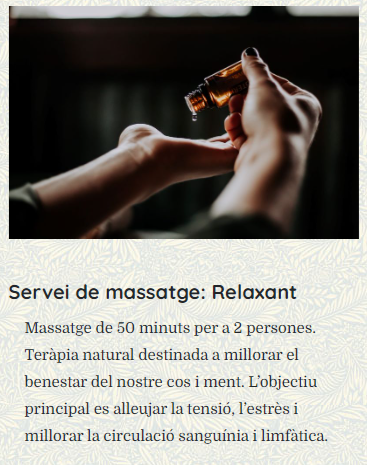 Servei de massatge: Relaxant
Massatge de 50 minuts per a 2 persones.
Teràpia natural destinada a millorar el
benestar del nostre cos i ment. L'objectiu
principal es alleujar la tensió, l'estrès i
millorar la circulació sanguínia i limfàtica.